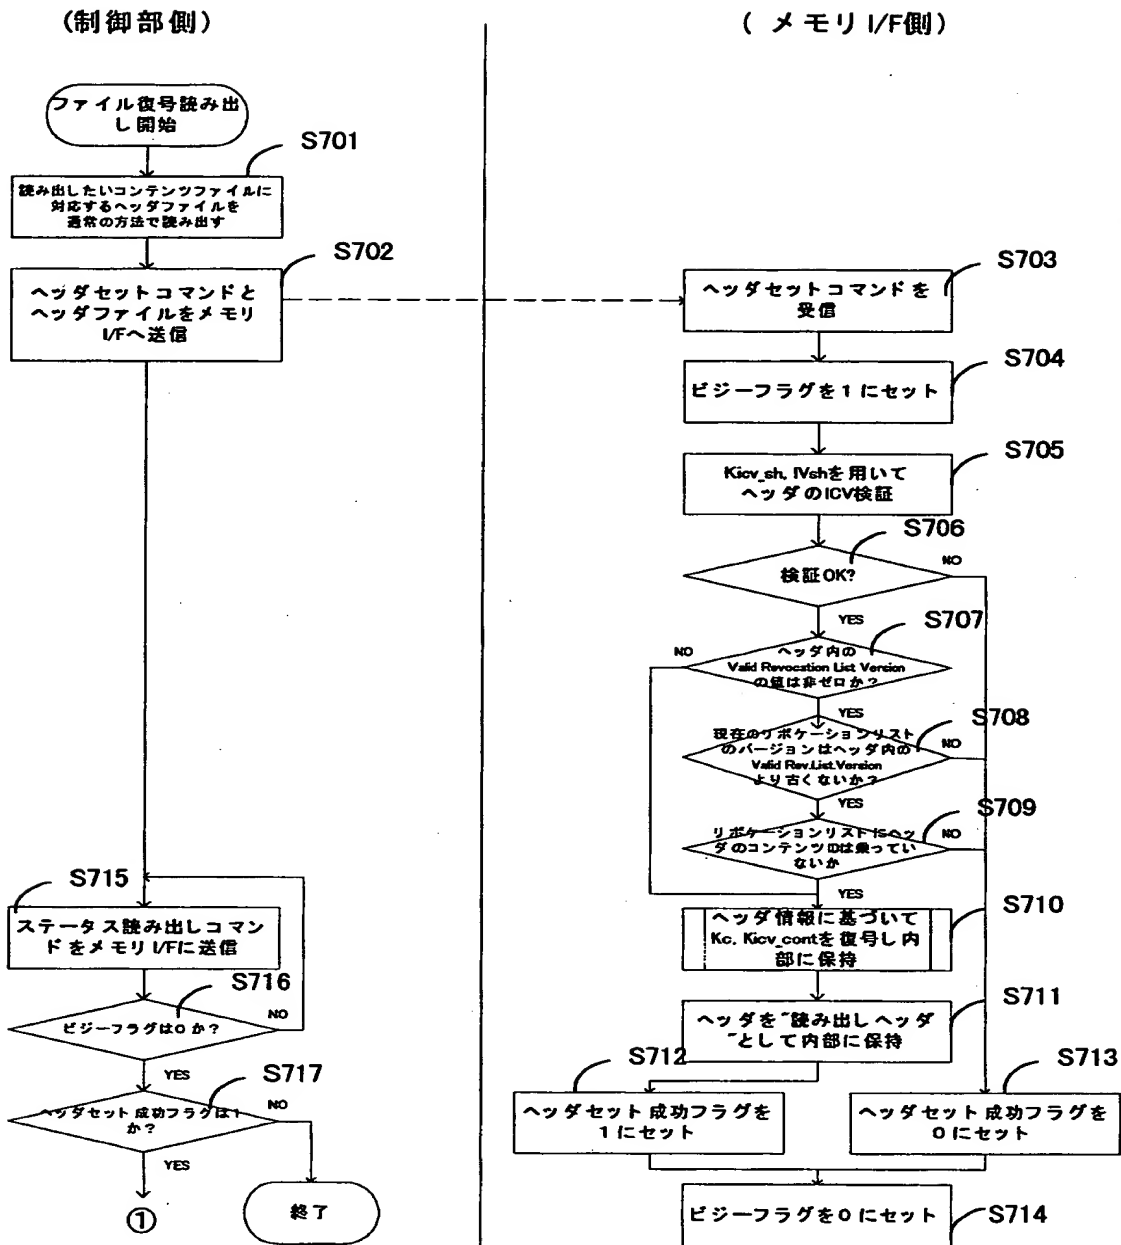 (制御部側)
(メモリI/F側)
ファイル復号読み出
し開始
S701
読み出したいコンテンツファイルに
対応するヘッダファイルを
通常の方法で読み出す
S702
ヘッダセットコマンドと
ヘッダファイルをメモリ
I/Fへ送信
S703
ヘッダセットコマンドを
受信
S704
ビジーフラグを1にセット
S705
Kicv_sh, IVshを用いて
ヘッダのICV検証
S706
検証OK?
NO
YES
S707
ヘッダ内の
Valid Revocation List Version
の値は非ゼロか?
NO
YES
S708
現在のリボケーションリスト
のバージョンはヘッダ内の
Valid Rev.List.Version
より古くないか?
NO
YES
S709
リボケーションリストにヘッ
ダのコンテンツIDは乗ってい
ないか
NO
YES
S710
ヘッダ情報に基づいて
Kc, Kicv_contを復号し内
部に保持
S711
ヘッダを"読み出しヘッダ
"として内部に保持
S712
ヘッダセット成功フラグを
1にセット
S713
ヘッダセット成功フラグを
0にセット
S714
ビジーフラグを0にセット
S715
ステータス読み出しコマン
ドをメモリI/Fに送信
S716
ビジーフラグは0か?
NO
YES
S717
ヘッダセット成功フラグは1
か?
NO
YES
①
終了